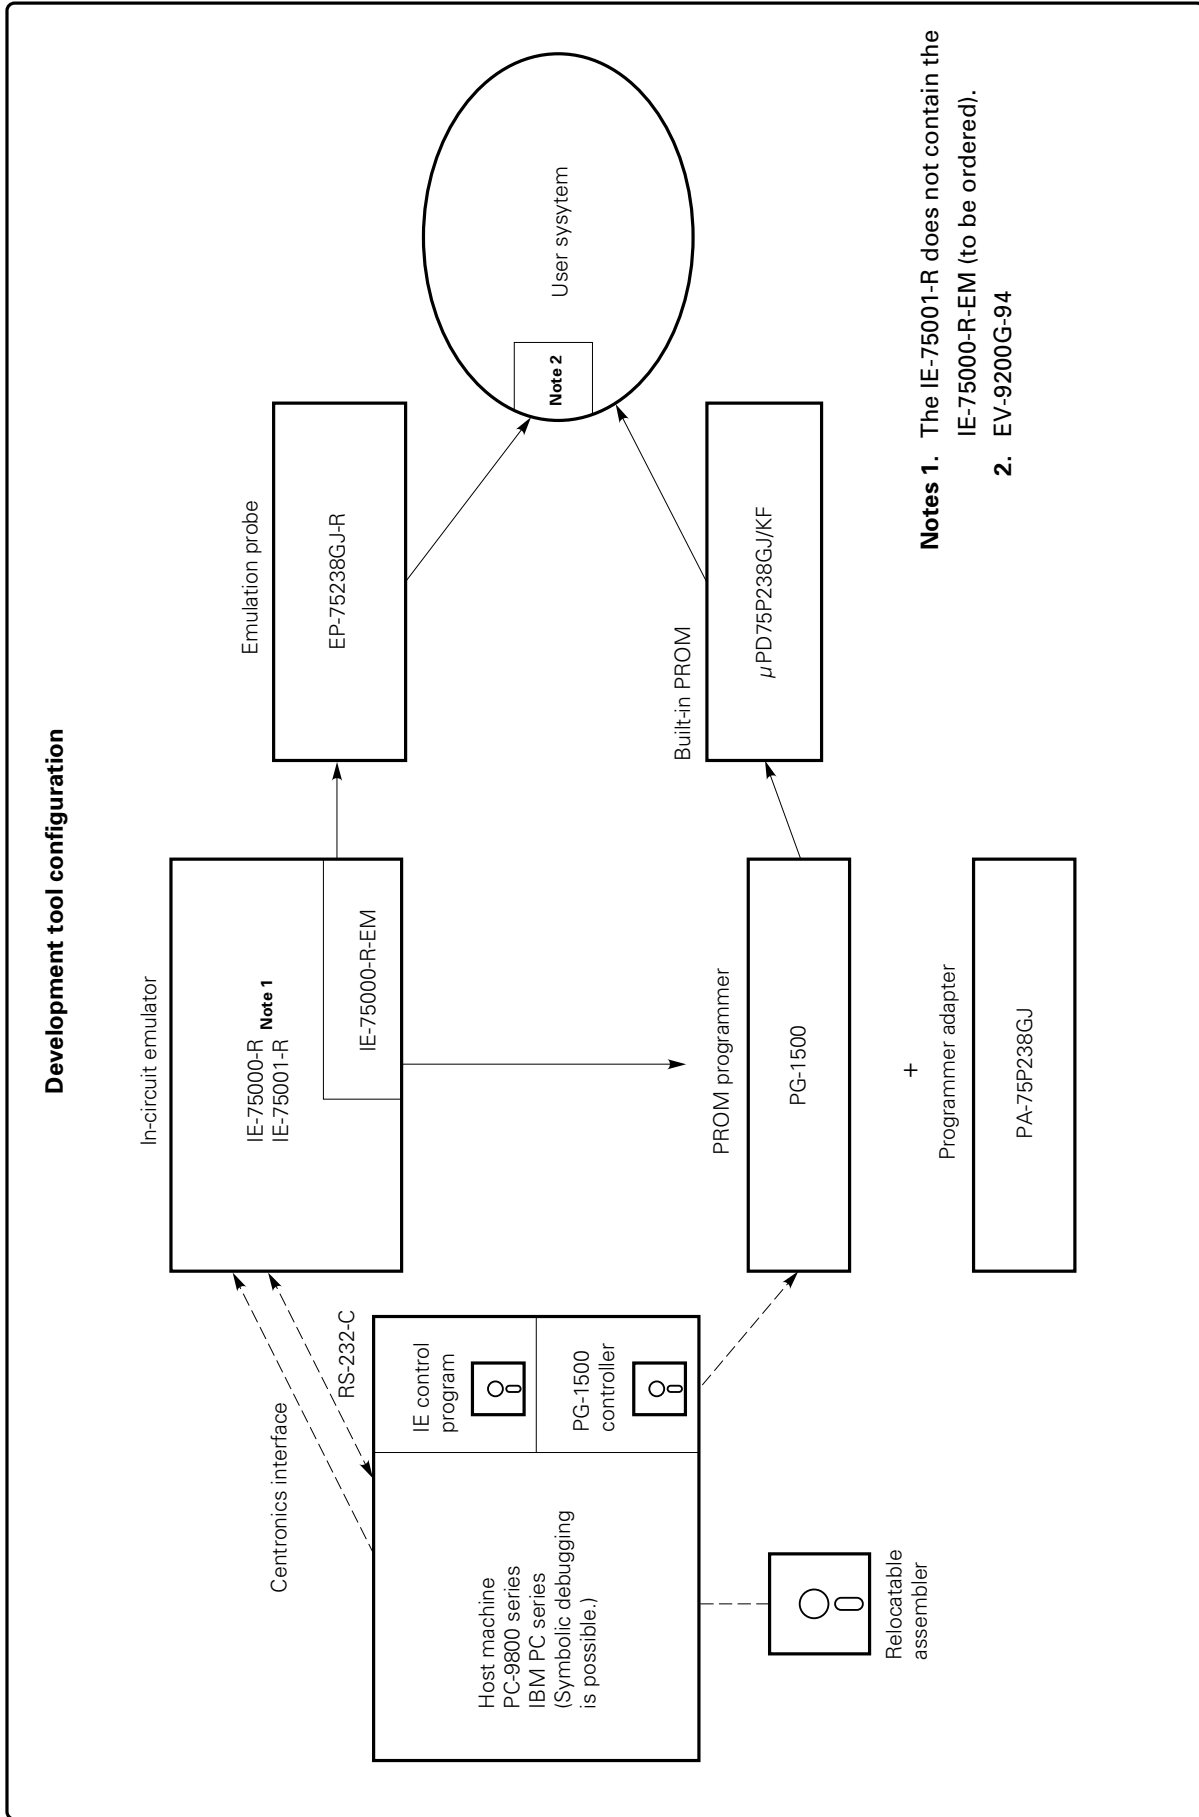 Development tool configuration
Centronics interface
RS-232-C
Host machine
PC-9800 series
IBM PC series
(Symbolic debugging
is possible.)
IE control
program
PG-1500
controller
Relocatable
assembler
In-circuit emulator
IE-75000-R
IE-75001-R Note 1
IE-75000-R-EM
PROM programmer
PG-1500
+
Programmer adapter
PA-75P238GJ
Emulation probe
EP-75238GJ-R
Built-in PROM
μPD75P238GJ/KF
User sysytem
Note 2
Notes 1. The IE-75001-R does not contain the
IE-75000-R-EM (to be ordered).
2. EV-9200G-94